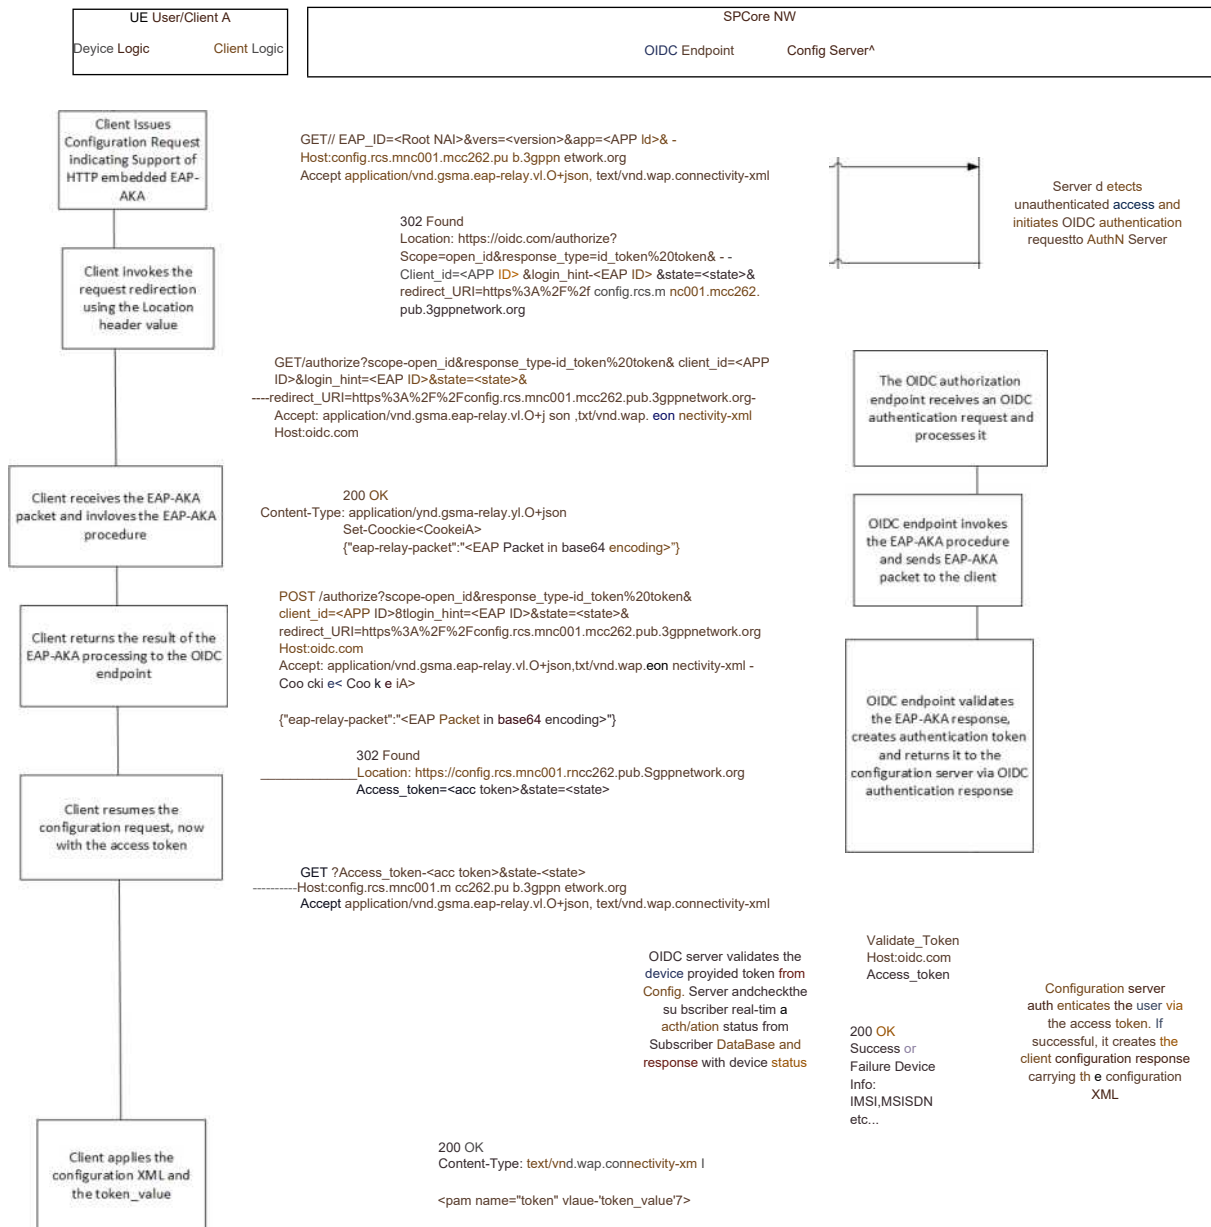 UE User/Client A
Deyice Logic
Client Logic
SPCore NW
OIDC Endpoint
Config Server^
Client Issues
Configuration Request
indicating Support of
HTTP embedded EAP-
AKA
GET// EAP_ID=<Root NAI>&vers=<version>&app=<APP Id>& -
Host:config.rcs.mnc001.mcc262.pu b.3gppn etwork.org
Accept application/vnd.gsma.eap-relay.vl.O+json, text/vnd.wap.connectivity-xml
Server d etects
unauthenticated access and
initiates OIDC authentication
requestto AuthN Server
302 Found
Location: https://oidc.com/authorize?
Scope=open_id&response_type=id_token%20token& - -
Client_id=<APP ID> &login_hint-<EAP ID> &state=<state>&
redirect_URI=https%3A%2F%2f config.rcs.m nc001.mcc262.
pub.3gppnetwork.org
Client invokes the
request redirection
using the Location
header value
GET/authorize?scope-open_id&response_type-id_token%20token& client_id=<APP
ID>&login_hint=<EAP ID>&state=<state>&
----redirect_URI=https%3A%2F%2Fconfig.rcs.mnc001.mcc262.pub.3gppnetwork.org-
Accept: application/vnd.gsma.eap-relay.vl.O+j son ,txt/vnd.wap. eon nectivity-xml
Host:oidc.com
The OIDC authorization
endpoint receives an OIDC
authentication request and
processes it
Client receives the EAP-AKA
packet and invloves the EAP-AKA
procedure
200 OK
Content-Type: application/ynd.gsma-relay.yl.O+json
Set-Coockie<CookeiA>
{"eap-relay-packet":"<EAP Packet in base64 encoding>"}
OIDC endpoint invokes
the EAP-AKA procedure
and sends EAP-AKA
packet to the client
POST /authorize?scope-open_id&response_type-id_token%20token&
client_id=<APP ID>8tlogin_hint=<EAP ID>&state=<state>&
redirect_URI=https%3A%2F%2Fconfig.rcs.mnc001.mcc262.pub.3gppnetwork.org
Host:oidc.com
Accept: application/vnd.gsma.eap-relay.vl.O+json,txt/vnd.wap.eon nectivity-xml -
Coo cki e< Coo k e iA>
{"eap-relay-packet":"<EAP Packet in base64 encoding>"}
Client returns the result of the
EAP-AKA processing to the OIDC
endpoint
OIDC endpoint validates
the EAP-AKA response,
creates authentication token
and returns it to the
configuration server via OIDC
authentication response
302 Found
Location: https://config.rcs.mnc001.rncc262.pub.Sgppnetwork.org
Access_token=<acc token>&state=<state>
Client resumes the
configuration request, now
with the access token
GET ?Access_token-<acc token>&state-<state>
----------Host:config.rcs.mnc001.m cc262.pu b.3gppn etwork.org
Accept application/vnd.gsma.eap-relay.vl.O+json, text/vnd.wap.connectivity-xml
OIDC server validates the
device provided token from
Config. Server andcheckthe
su bscriber real-tim a
acth/ation status from
Subscriber DataBase and
response with device status
Validate_Token
Host:oidc.com
Access_token
200 OK
Success or
Failure Device
Info:
IMSI,MSISDN
etc...
Configuration server
auth enticates the user via
the access token. If
successful, it creates the
client configuration response
carrying th e configuration
XML
Client applies the
configuration XML and
the token_value
200 OK
Content-Type: text/vnd.wap.connectivity-xm l
<pam name="token" vlaue-'token_value'7>